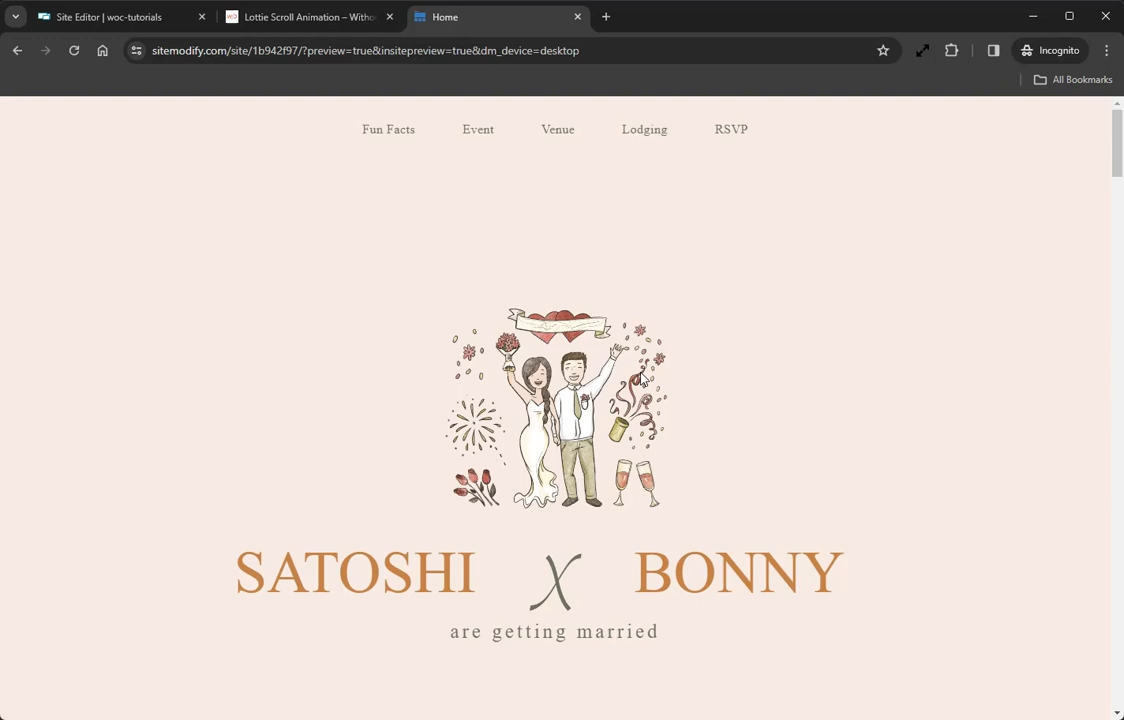 Site Editor | woc-tutorials
Lottie Scroll Animation – Witho
Home
sitemodify.com/site/1b942f97/?preview=true&insitepreview=true&dm_device=desktop
Incognito
All Bookmarks
Fun Facts Event Venue Lodging RSVP
SATOSHI X BONNY
are getting married